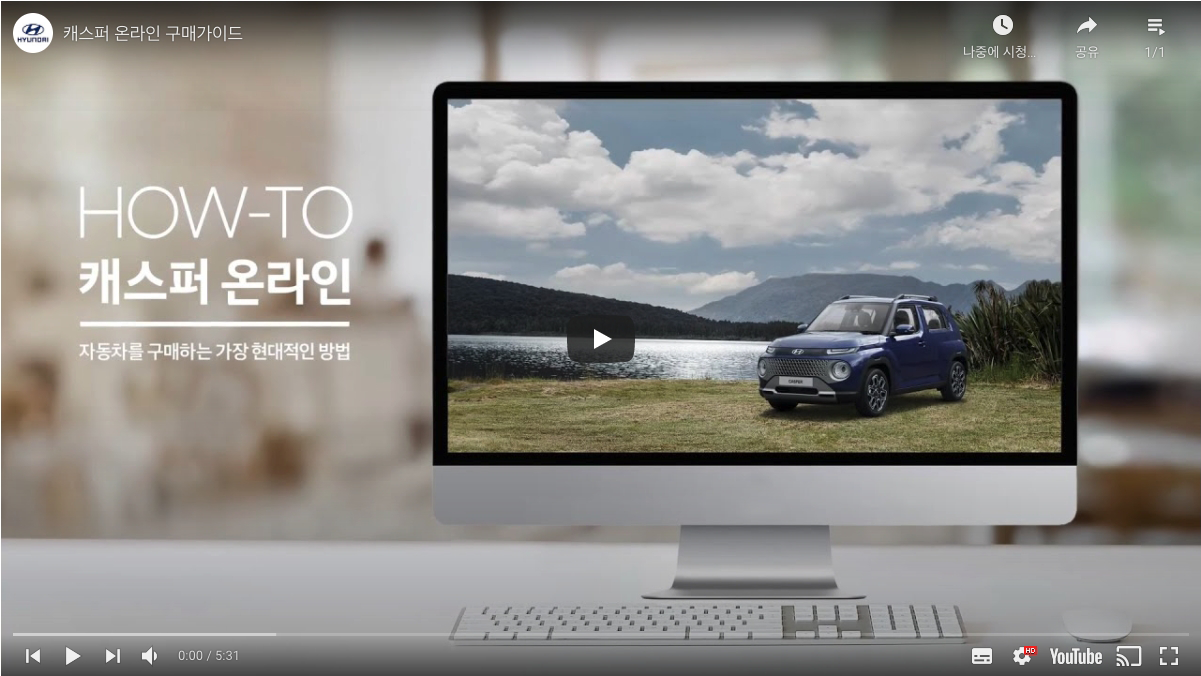 HYUNDAI
캐스퍼 온라인 구매가이드
나중에 시청...
공유
1/1
HOW-TO
캐스퍼 온라인
자동차를 구매하는 가장 현대적인 방법
CASPER
0:00 / 5:31
HD
YouTube